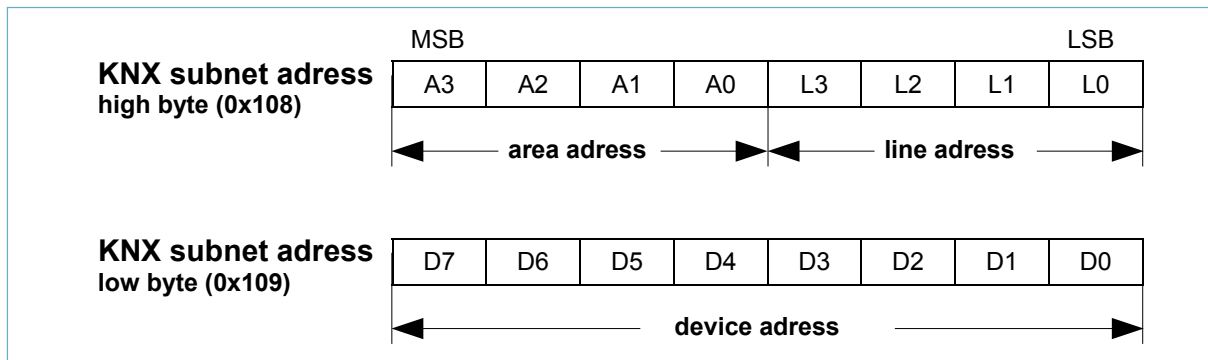 MSB LSB
KNX subnet adress
high byte (0x108)
A3 A2 A1 A0 L3 L2 L1 L0
area adress line adress
KNX subnet adress
low byte (0x109)
D7 D6 D5 D4 D3 D2 D1 D0
device adress